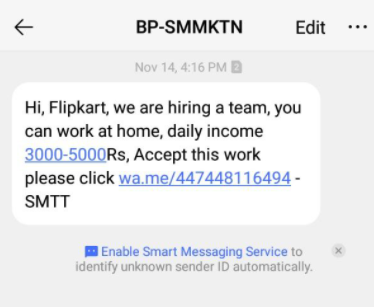 BP-SMMKTN Edit
Nov 14, 4:16 PM 2
Hi, Flipkart, we are hiring a team, you
can work at home, daily income
3000-5000Rs, Accept this work
please click wa.me/447448116494 -
SMTT
Enable Smart Messaging Service to
identify unknown sender ID automatically.